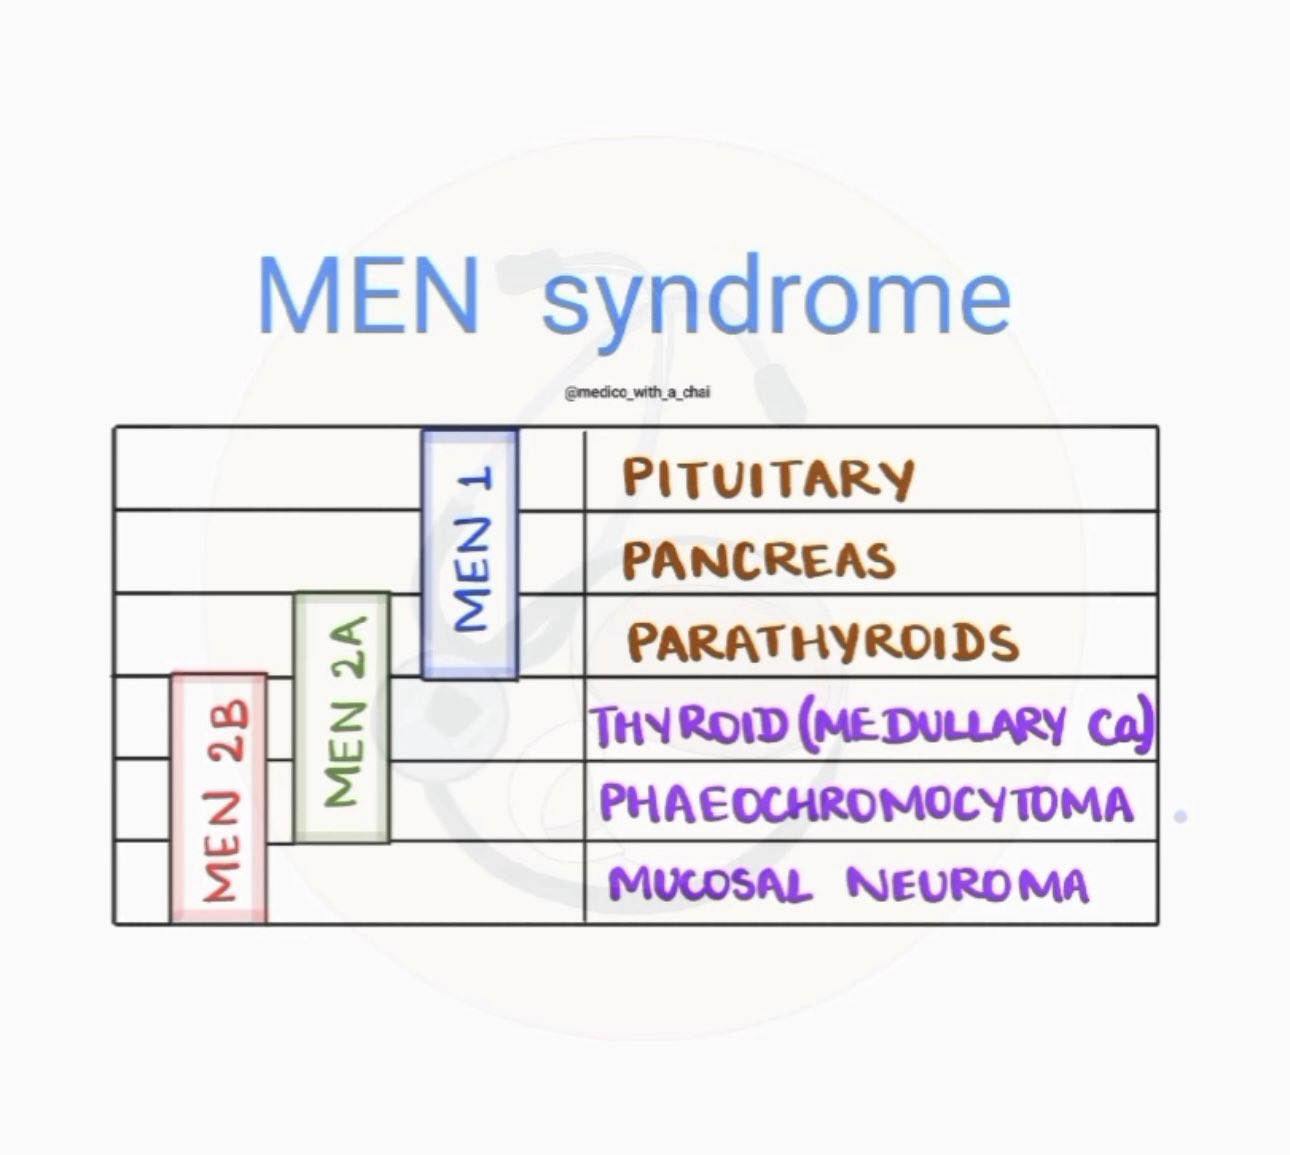 MEN syndrome
@medico_with_a_chai
MEN 1
MEN 2A
MEN 2B
PITUITARY
PANCREAS
PARATHYROIDS
THYROID (MEDULLARY Ca)
PHAEOCHROMOCYTOMA
MUCOSAL NEUROMA